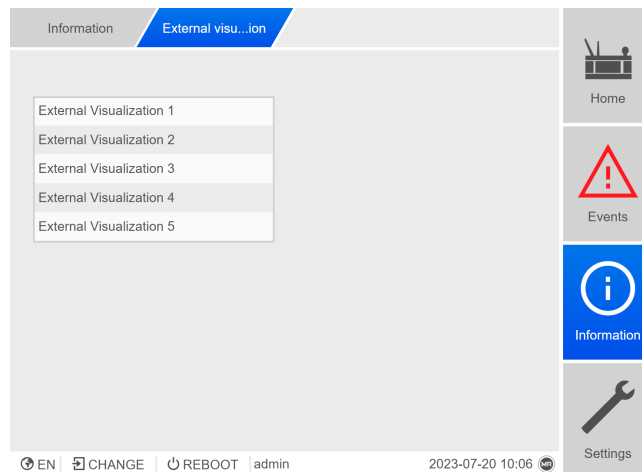 Information
External visu...ion
External Visualization 1
External Visualization 2
External Visualization 3
External Visualization 4
External Visualization 5
Home
Events
Information
Settings
EN CHANGE REBOOT admin 2023-07-20 10:06 MR